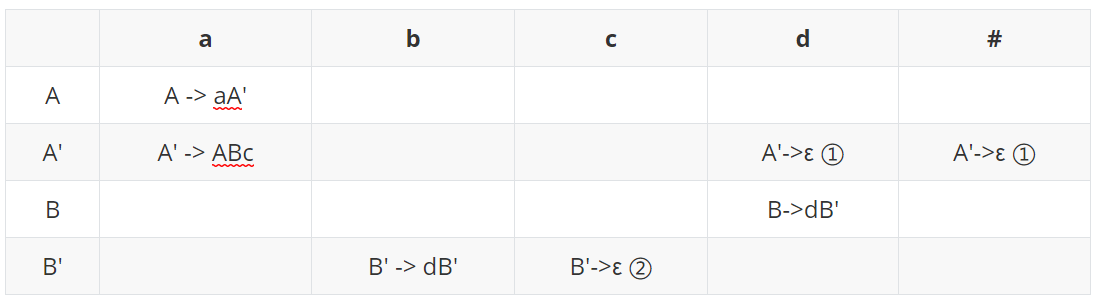 a b c d #
A A -> aA'
A' A' -> ABc A'->ε ① A'->ε ①
B B->dB'
B' B' -> dB' B'->ε ②